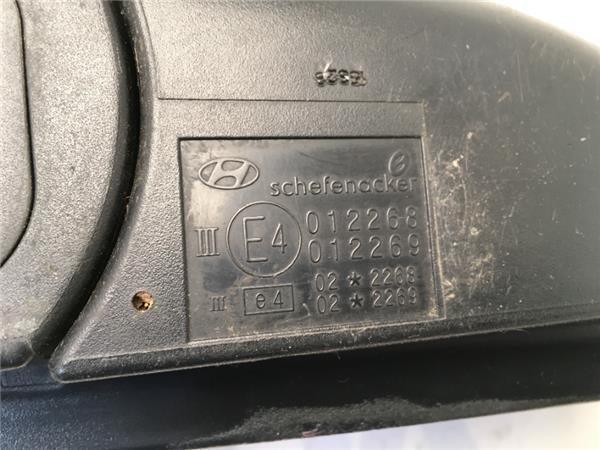 schefenacker
III E4 012268
012269
02 * 2268
III e4 02 * 2269